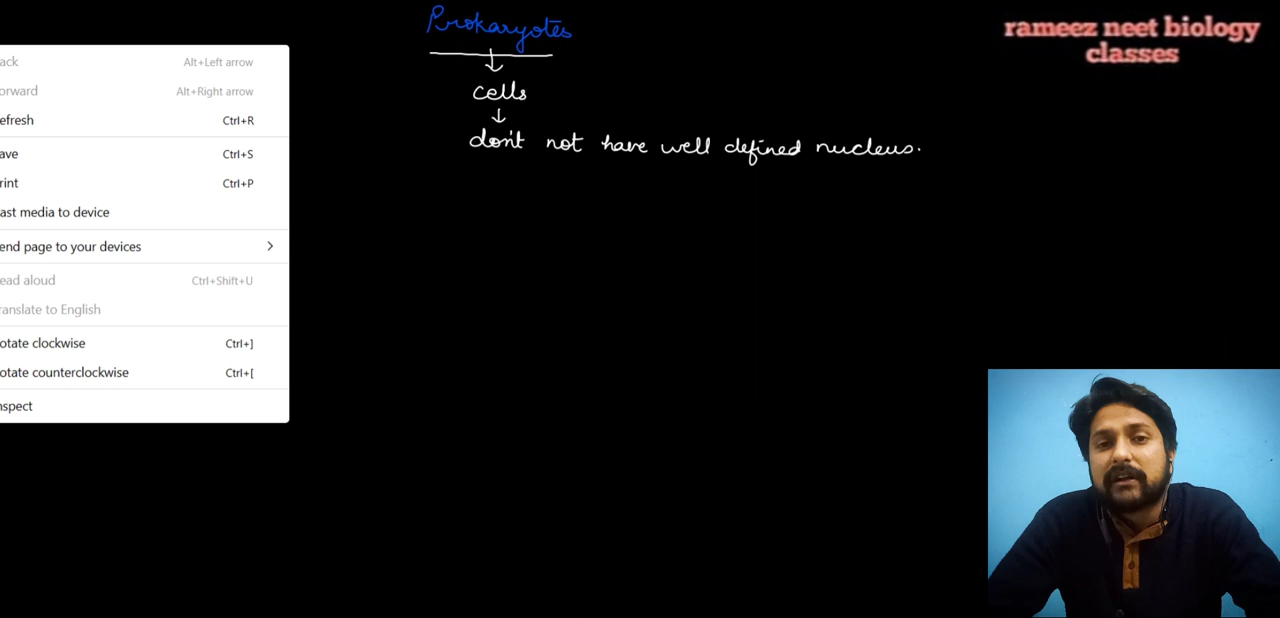 Prokaryotes
cells
don't not have well defined nucleus.
rameez neet biology
classes
ack Alt+Left arrow
orward Alt+Right arrow
efresh Ctrl+R
ave Ctrl+S
rint Ctrl+P
ast media to device
end page to your devices
ead aloud Ctrl+Shift+U
ranslate to English
otate clockwise Ctrl+]
otate counterclockwise Ctrl+[
nspect